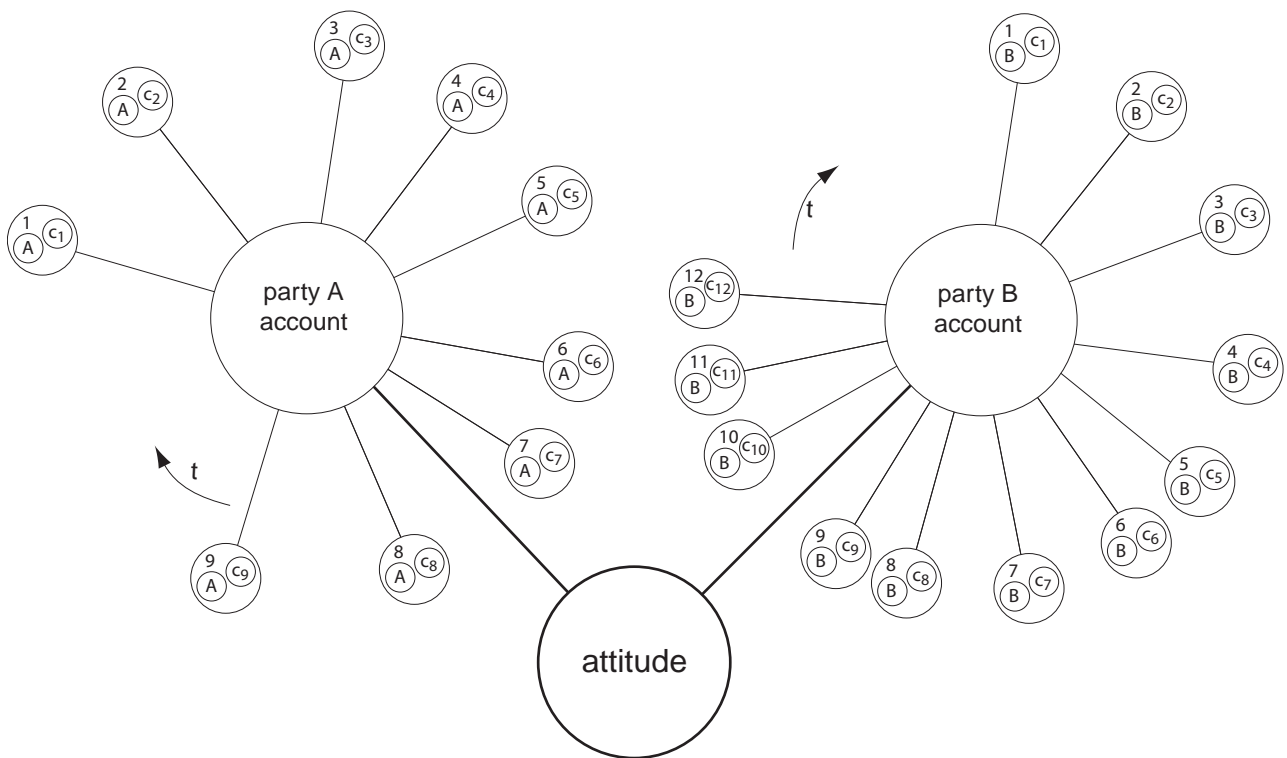 1
A c1
2
A c2
3
A c3
4
A c4
5
A c5
6
A c6
7
A c7
8
A c8
9
A c9
party A
account
t
1
B c1
2
B c2
3
B c3
4
B c4
5
B c5
6
B c6
7
B c7
8
B c8
9
B c9
10
B c10
11
B c11
12
B c12
party B
account
t
attitude